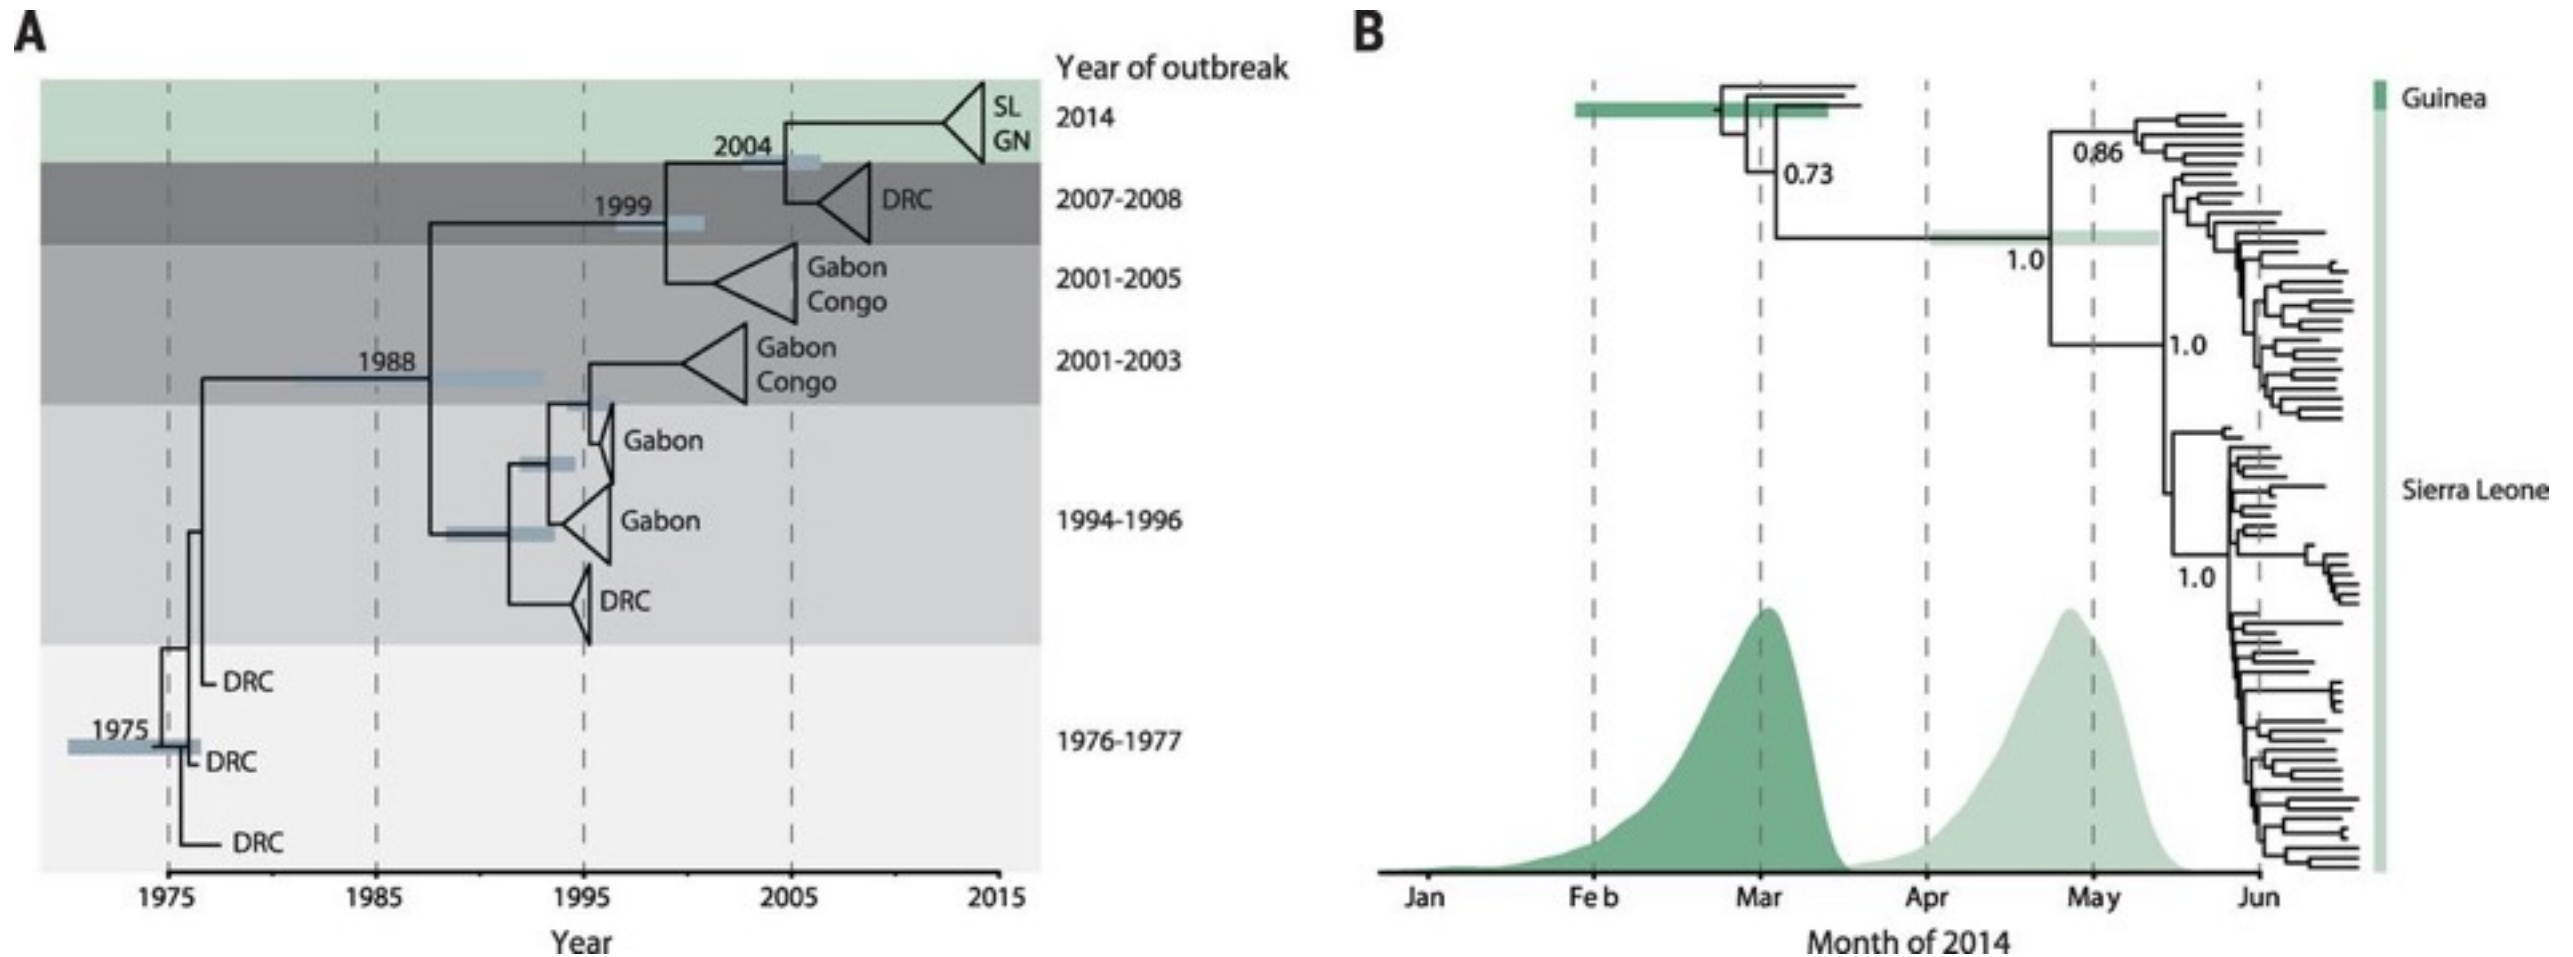 A
Year of outbreak
SL
GN
2014
2004
DRC
2007-2008
1999
Gabon
Congo
2001-2005
1988
Gabon
Congo
2001-2003
Gabon
Gabon
1994-1996
DRC
DRC
1975
DRC
1976-1977
DRC
1975
1985
1995
2005
2015
Year
B
Guinea
0.86
0.73
1.0
1.0
Sierra Leone
1.0
Jan
Feb
Mar
Apr
May
Jun
Month of 2014